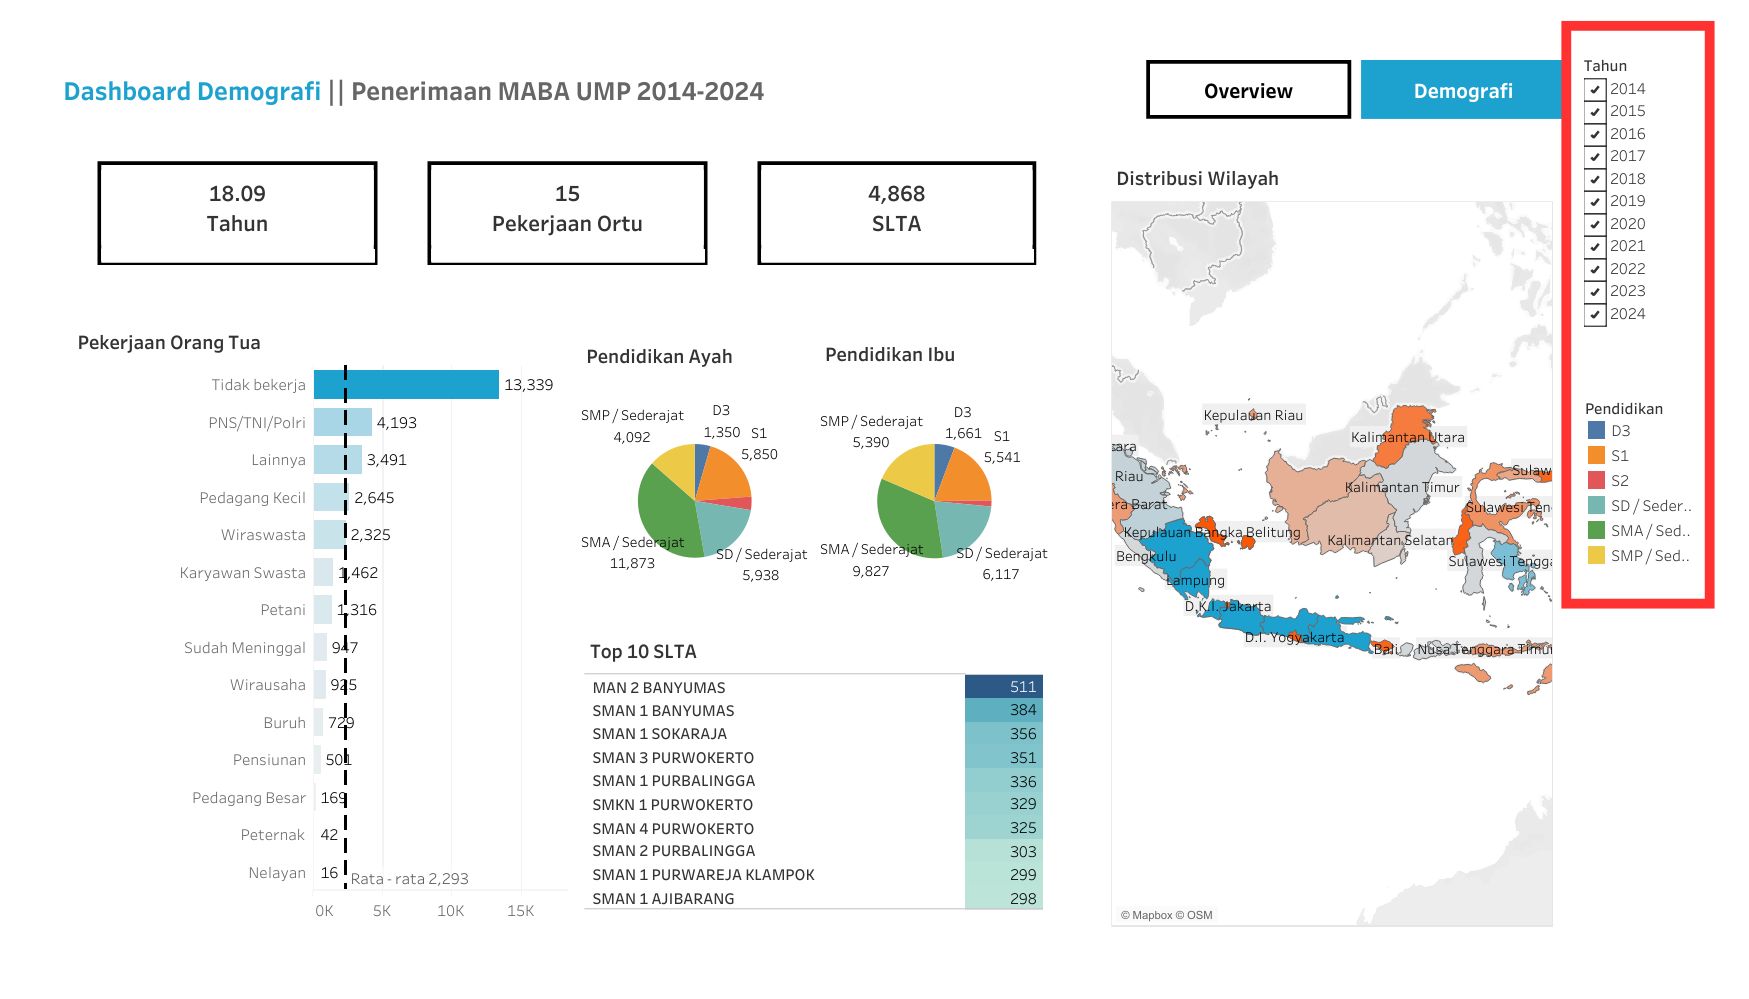 Dashboard Demografi || Penerimaan MABA UMP 2014-2024
Overview
Demografi
18.09
Tahun
15
Pekerjaan Ortu
4,868
SLTA
Pekerjaan Orang Tua
Tidak bekerja 13,339
PNS/TNI/Polri 4,193
Lainnya 3,491
Pedagang Kecil 2,645
Wiraswasta 2,325
Karyawan Swasta 1,462
Petani 1,316
Sudah Meninggal 947
Wirausaha 925
Buruh 729
Pensiunan 501
Pedagang Besar 169
Peternak 42
Nelayan 16
Rata - rata 2,293
0K 5K 10K 15K
Pendidikan Ayah
SMP / Sederajat
4,092
D3
1,350
S1
5,850
SMA / Sederajat
11,873
SD / Sederajat
5,938
Pendidikan Ibu
SMP / Sederajat
5,390
D3
1,661
S1
5,541
SMA / Sederajat
9,827
SD / Sederajat
6,117
Top 10 SLTA
MAN 2 BANYUMAS 511
SMAN 1 BANYUMAS 384
SMAN 1 SOKARAJA 356
SMAN 3 PURWOKERTO 351
SMAN 1 PURBALINGGA 336
SMKN 1 PURWOKERTO 329
SMAN 4 PURWOKERTO 325
SMAN 2 PURBALINGGA 303
SMAN 1 PURWAREJA KLAMPOK 299
SMAN 1 AJIBARANG 298
Distribusi Wilayah
Kepulauan Riau
Kalimantan Utara
tara
Riau
Kalimantan Timur
Sulaw
era Barat
Sulawesi Ten
Kepulauan Bangka Belitung
Kalimantan Selatan
Bengkulu
Sulawesi Tengga
Lampung
D.K.I. Jakarta
D.I. Yogyakarta
Bali
Nusa Tenggara Timur
© Mapbox © OSM
Tahun
2014
2015
2016
2017
2018
2019
2020
2021
2022
2023
2024
Pendidikan
D3
S1
S2
SD / Seder..
SMA / Sed..
SMP / Sed..